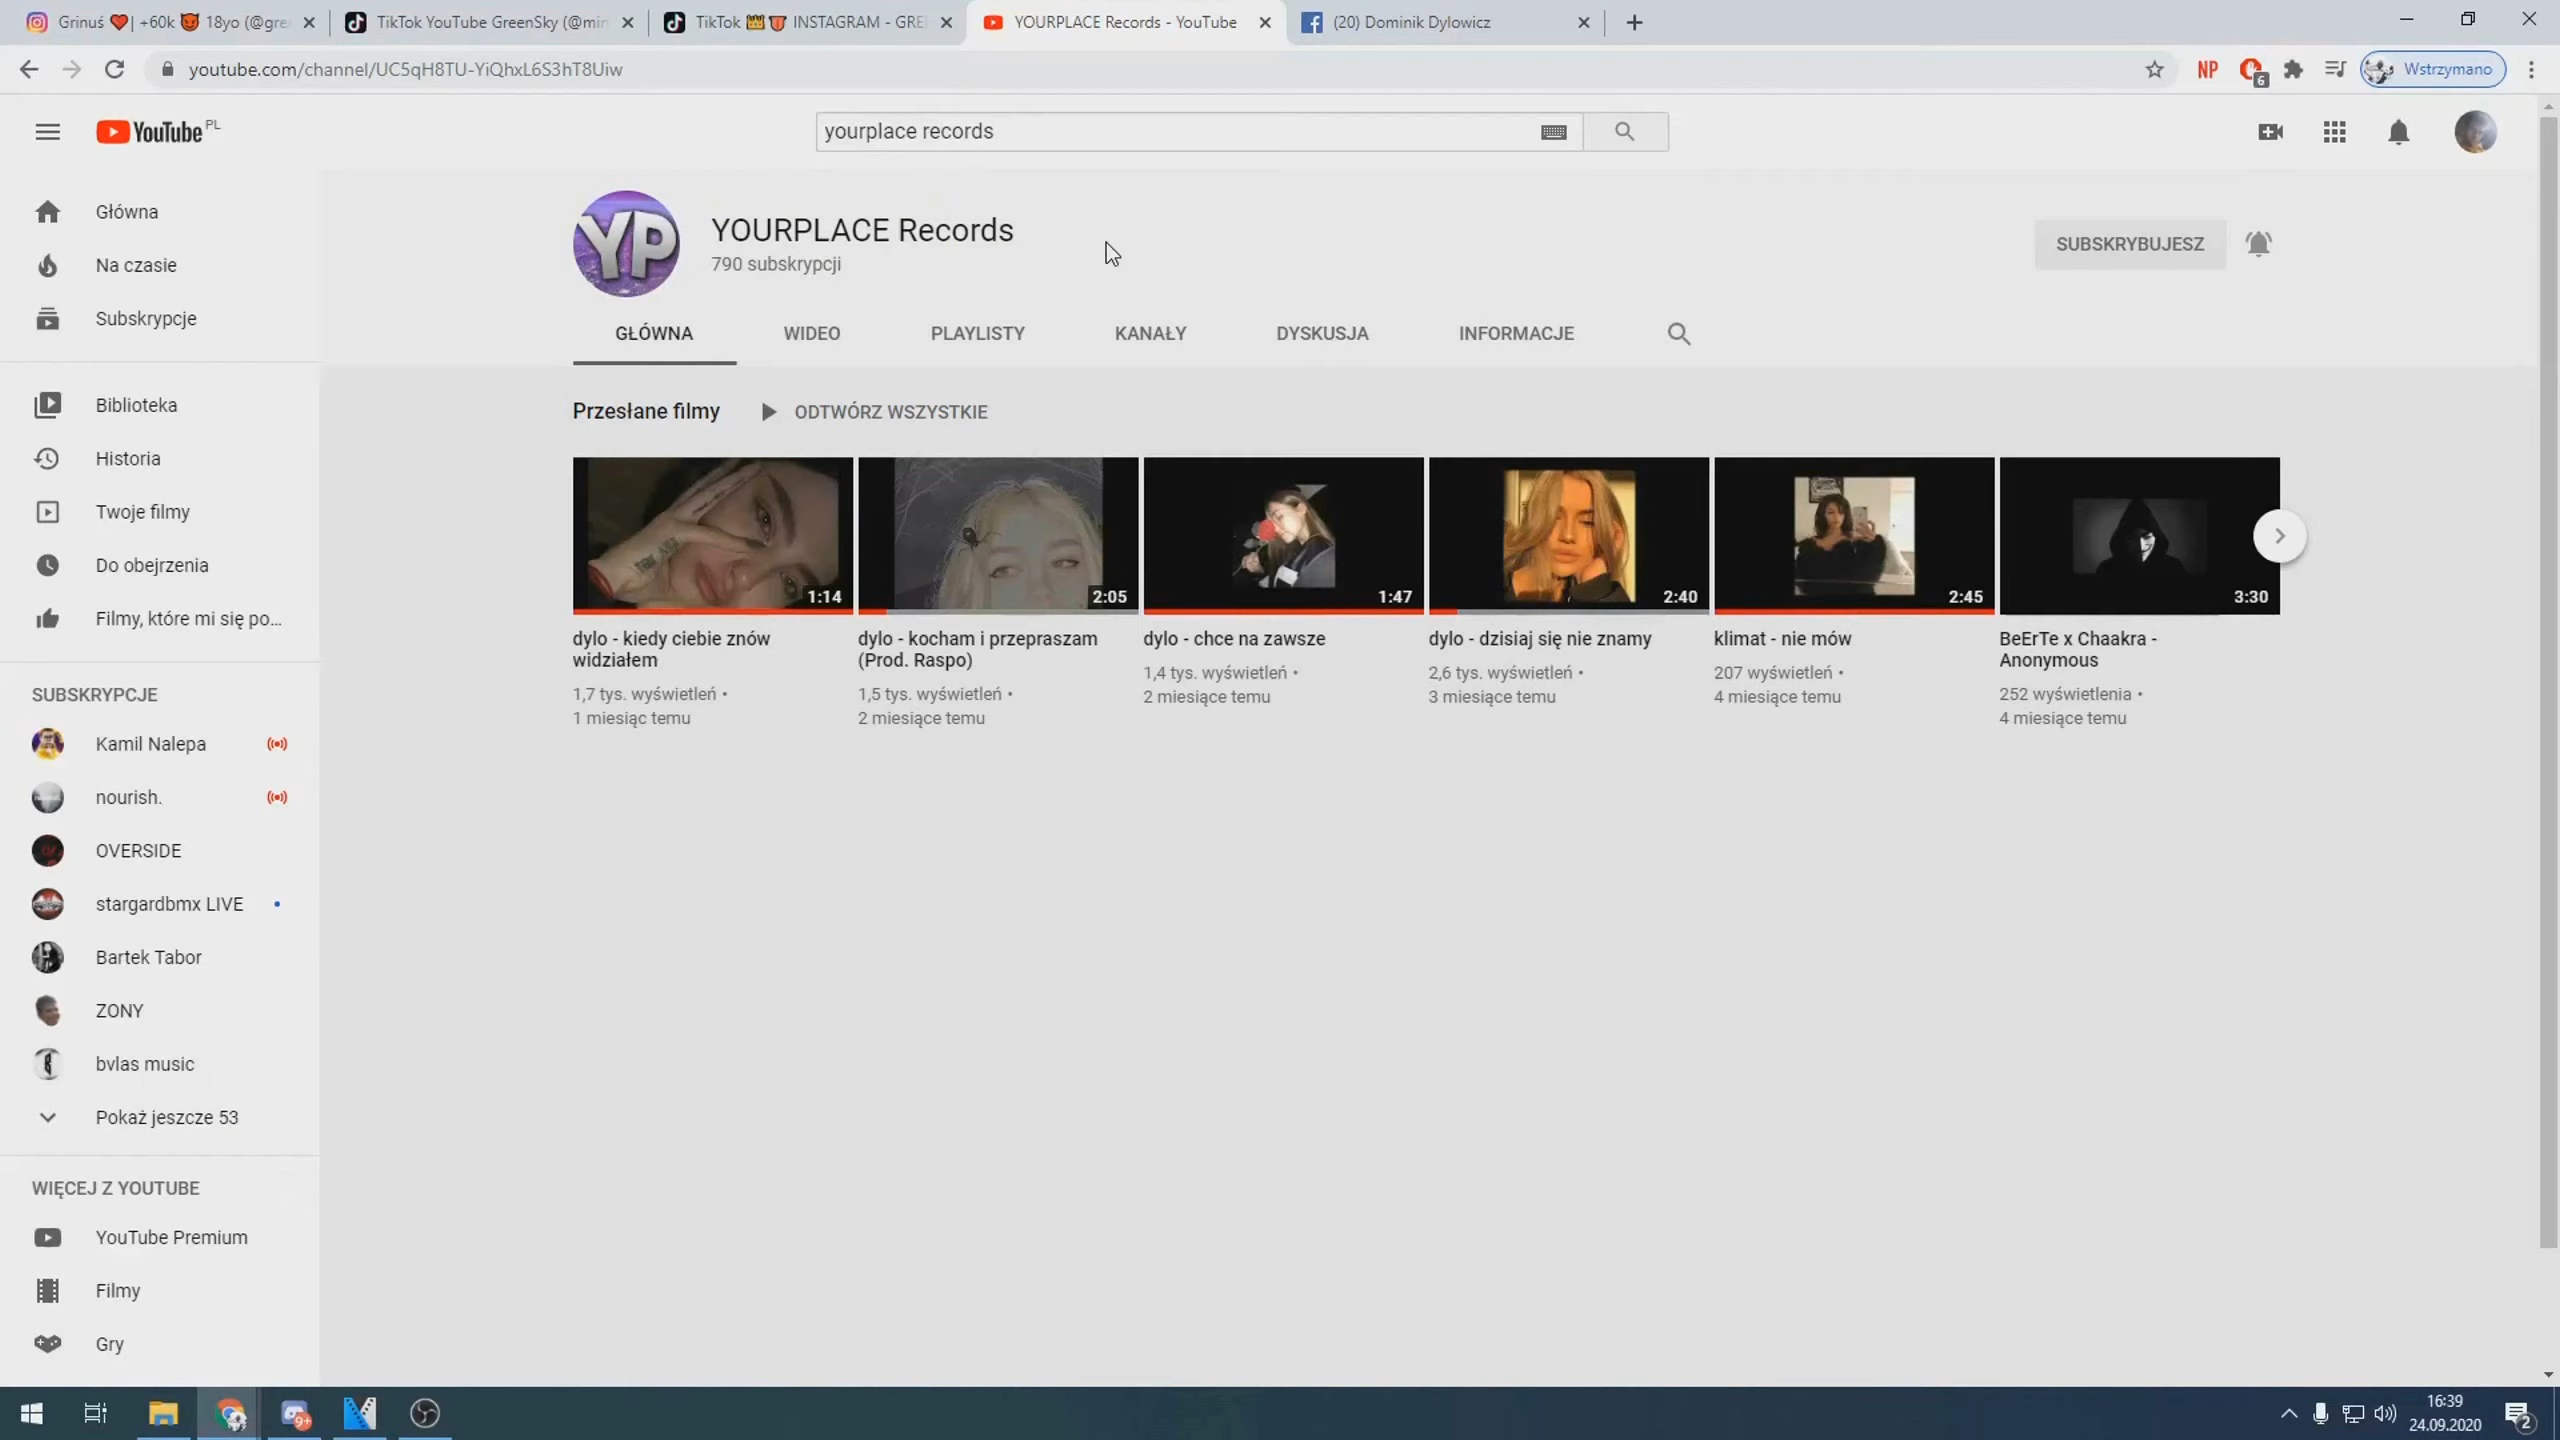 Grinuś ❤️| +60k 😈 18yo (@gre
TikTok YouTube GreenSky (@min
TikTok 👑👅 INSTAGRAM - GRE
YOURPLACE Records - YouTube
(20) Dominik Dylowicz
youtube.com/channel/UC5qH8TU-YiQhxL6S3hT8Uiw
NP
6
Wstrzymano
YouTube PL
yourplace records
Główna
Na czasie
Subskrypcje
Biblioteka
Historia
Twoje filmy
Do obejrzenia
Filmy, które mi się po...
SUBSKRYPCJE
Kamil Nalepa
nourish.
OVERSIDE
stargardbmx LIVE
Bartek Tabor
ZONY
bvlas music
Pokaż jeszcze 53
WIĘCEJ Z YOUTUBE
YouTube Premium
Filmy
Gry
YP
YOURPLACE Records
790 subskrypcji
SUBSKRYBUJESZ
GŁÓWNA
WIDEO
PLAYLISTY
KANAŁY
DYSKUSJA
INFORMACJE
Przesłane filmy
ODTWÓRZ WSZYSTKIE
1:14
dylo - kiedy ciebie znów
widziałem
1,7 tys. wyświetleń •
1 miesiąc temu
2:05
dylo - kocham i przepraszam
(Prod. Raspo)
1,5 tys. wyświetleń •
2 miesiące temu
1:47
dylo - chce na zawsze
1,4 tys. wyświetleń •
2 miesiące temu
2:40
dylo - dzisiaj się nie znamy
2,6 tys. wyświetleń •
3 miesiące temu
2:45
klimat - nie mów
207 wyświetleń •
4 miesiące temu
3:30
BeErTe x Chaakra -
Anonymous
252 wyświetlenia •
4 miesiące temu
9+
16:39
24.09.2020
2